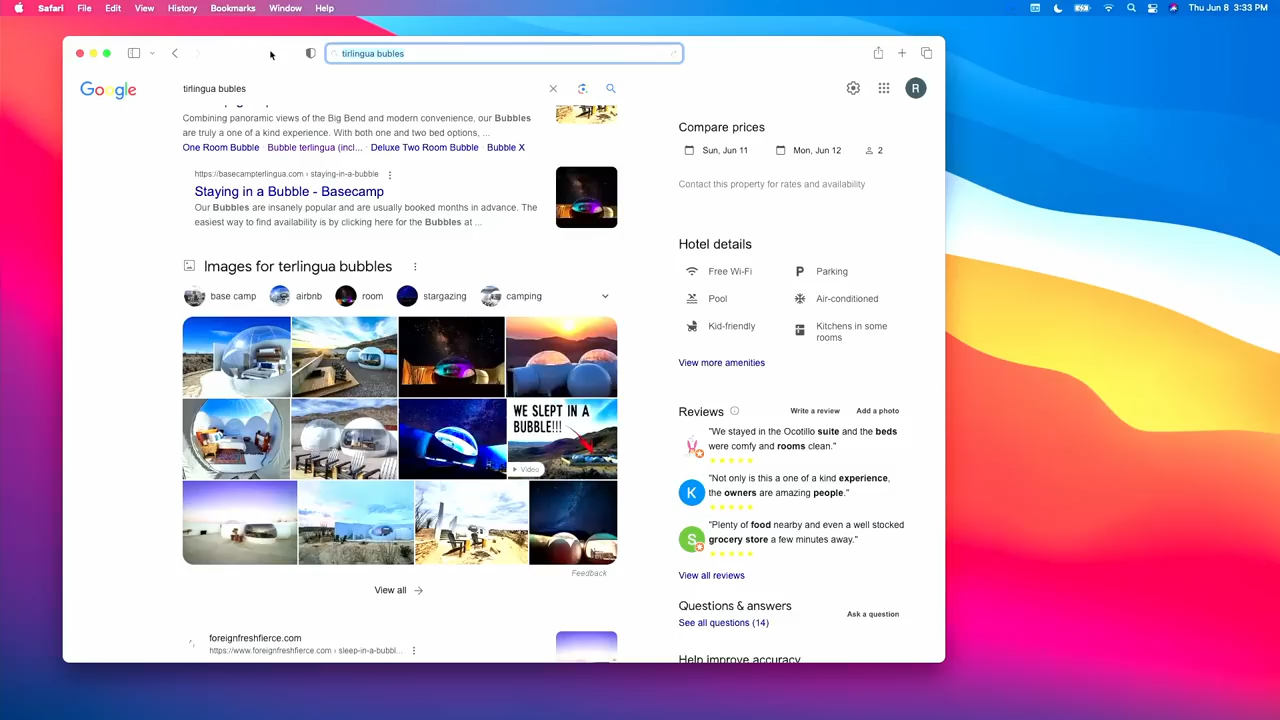 Safari File Edit View History Bookmarks Window Help
Thu Jun 8 3:33 PM
tirlingua bubles
Google
tirlingua bubles
R
Combining panoramic views of the Big Bend and modern convenience, our Bubbles
are truly a one of a kind experience. With both one and two bed options, ...
One Room Bubble · Bubble terlingua (incl... · Deluxe Two Room Bubble · Bubble X
https://basecampterlingua.com › staying-in-a-bubble
Staying in a Bubble - Basecamp
Our Bubbles are insanely popular and are usually booked months in advance. The
easiest way to find availability is by clicking here for the Bubbles at ...
Images for terlingua bubbles
base camp
airbnb
room
stargazing
camping
WE SLEPT IN A
BUBBLE!!!
Video
Feedback
View all
foreignfreshfierce.com
https://www.foreignfreshfierce.com › sleep-in-a-bubbl...
Compare prices
Sun, Jun 11
Mon, Jun 12
2
Contact this property for rates and availability
Hotel details
Free Wi-Fi
P Parking
Pool
Air-conditioned
Kid-friendly
Kitchens in some
rooms
View more amenities
Reviews
Write a review
Add a photo
"We stayed in the Ocotillo suite and the beds
were comfy and rooms clean."
K
"Not only is this a one of a kind experience,
the owners are amazing people."
S
"Plenty of food nearby and even a well stocked
grocery store a few minutes away."
View all reviews
Questions & answers
See all questions (14)
Ask a question
Help improve accuracy